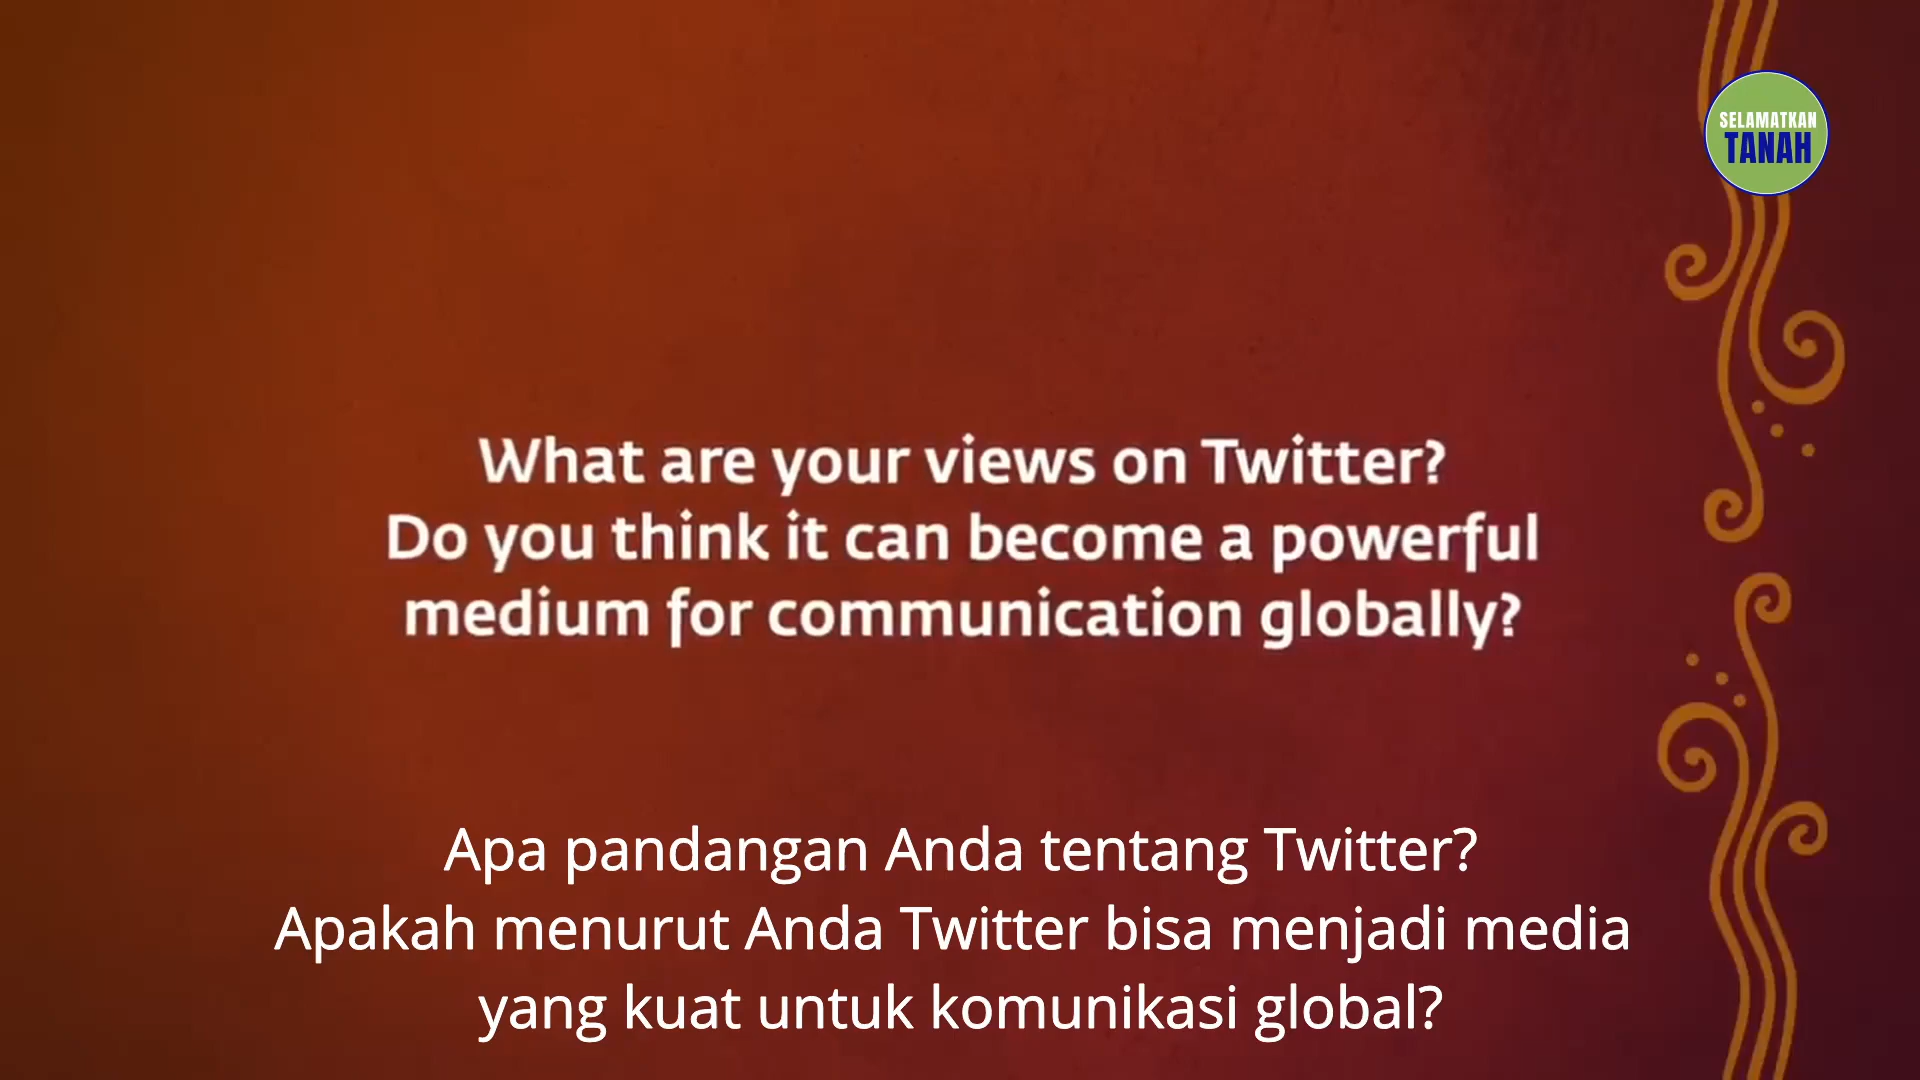 SELAMATKAN
TANAH
What are your views on Twitter?
Do you think it can become a powerful
medium for communication globally?
Apa pandangan Anda tentang Twitter?
Apakah menurut Anda Twitter bisa menjadi media
yang kuat untuk komunikasi global?